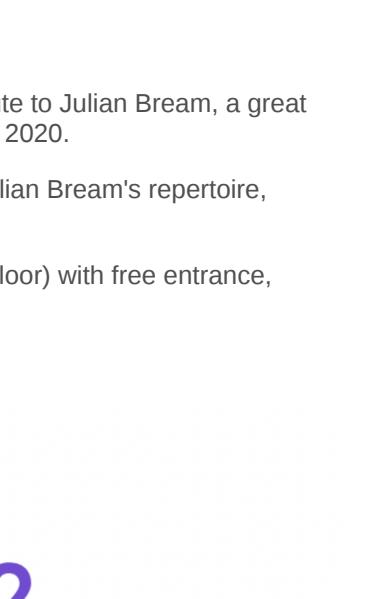 te to Julian Bream, a great
2020.
lian Bream's repertoire,
loor) with free entrance,